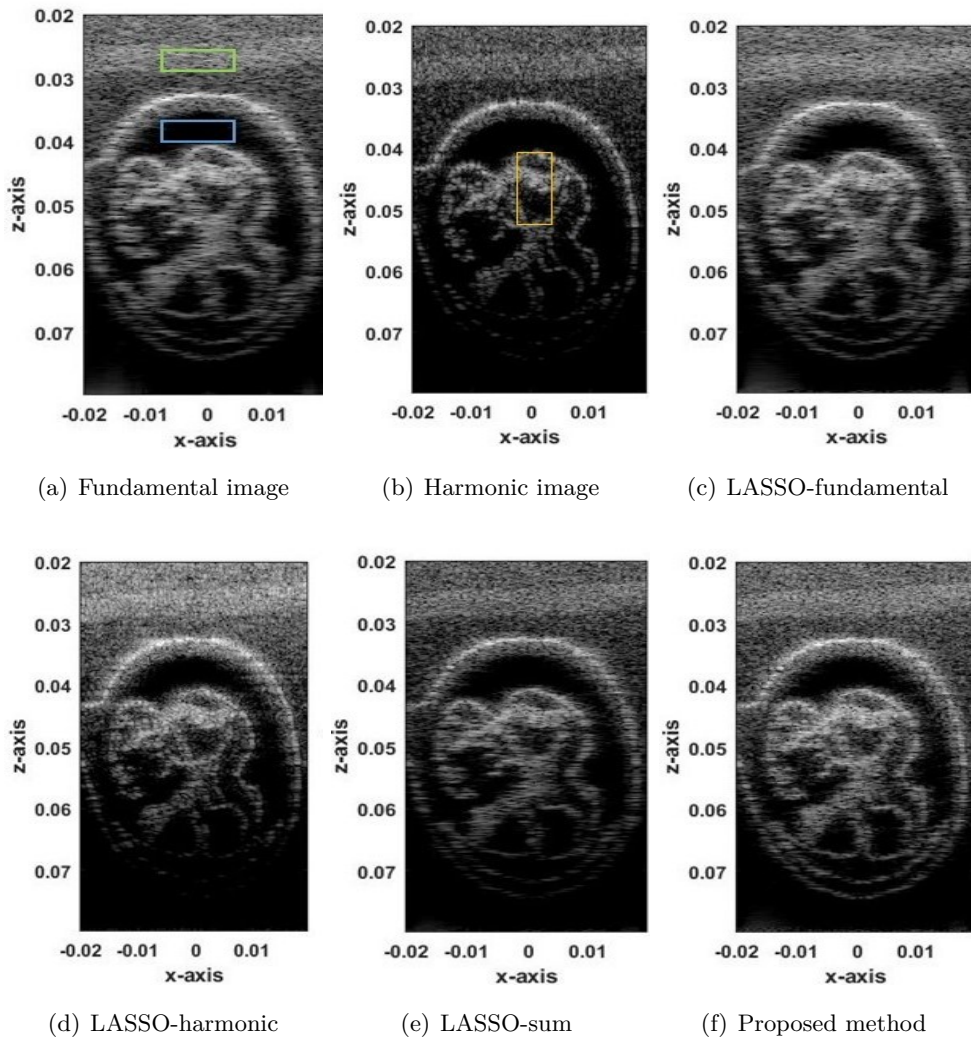 0.02
0.03
0.04
0.05
0.06
0.07
z-axis
-0.02 -0.01 0 0.01
x-axis
(a) Fundamental image
0.02
0.03
0.04
0.05
0.06
0.07
z-axis
-0.02 -0.01 0 0.01
x-axis
(b) Harmonic image
0.02
0.03
0.04
0.05
0.06
0.07
z-axis
-0.02 -0.01 0 0.01
x-axis
(c) LASSO-fundamental
0.02
0.03
0.04
0.05
0.06
0.07
z-axis
-0.02 -0.01 0 0.01
x-axis
(d) LASSO-harmonic
0.02
0.03
0.04
0.05
0.06
0.07
z-axis
-0.02 -0.01 0 0.01
x-axis
(e) LASSO-sum
0.02
0.03
0.04
0.05
0.06
0.07
z-axis
-0.02 -0.01 0 0.01
x-axis
(f) Proposed method